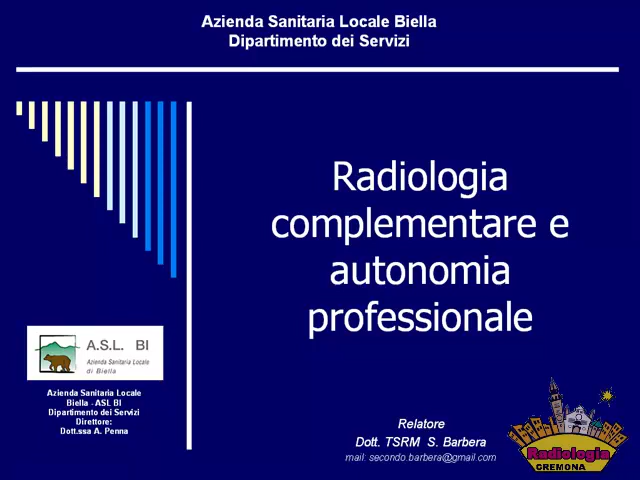 Azienda Sanitaria Locale Biella
Dipartimento dei Servizi
Radiologia
complementare e
autonomia
professionale
A.S.L. BI
Azienda Sanitaria Locale
di Biella
Azienda Sanitaria Locale
Biella - ASL BI
Dipartimento dei Servizi
Direttore:
Dott.ssa A. Penna
Relatore
Dott. TSRM S. Barbera
mail: secondo.barbera@gmail.com
Radiologia
CREMONA